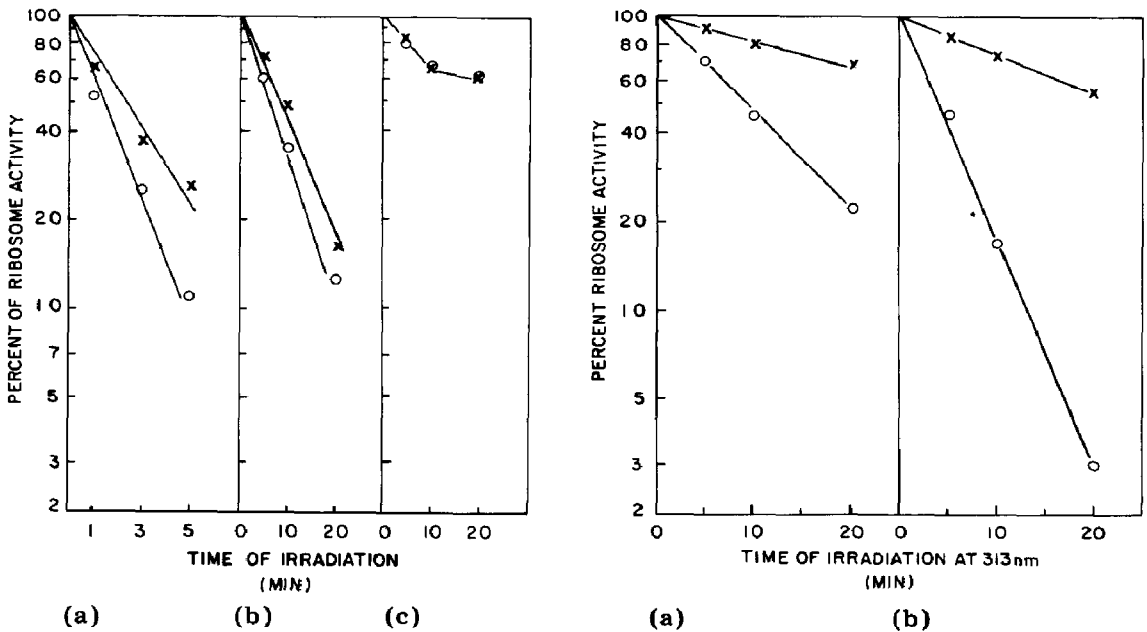 PERCENT OF RIBOSOME ACTIVITY
100
80
60
40
20
10
7
5
3
2
1 3 5 0 10 20 0 10 20
TIME OF IRRADIATION
(MIN)
(a) (b) (c)
PERCENT RIBOSOME ACTIVITY
100
80
60
40
20
10
5
3
2
0 10 20 0 10 20
TIME OF IRRADIATION AT 313nm
(MIN)
(a) (b)